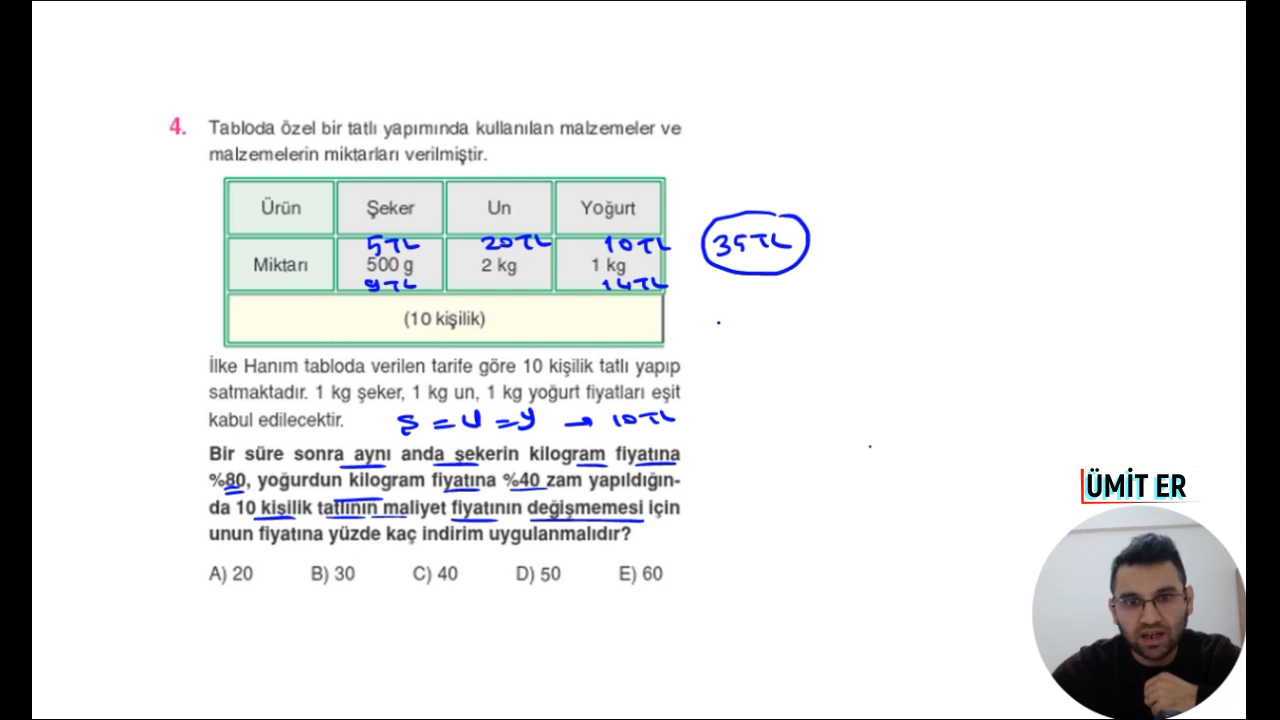 4. Tabloda özel bir tatlı yapımında kullanılan malzemeler ve
malzemelerin miktarları verilmiştir.
Ürün Şeker Un Yoğurt
5TL 20TL 10TL
35TL
Miktarı 500 g 2 kg 1 kg
9TL 14TL
(10 kişilik)
İlke Hanım tabloda verilen tarife göre 10 kişilik tatlı yapıp
satmaktadır. 1 kg şeker, 1 kg un, 1 kg yoğurt fiyatları eşit
kabul edilecektir. Ş = U = Y → 10TL
Bir süre sonra aynı anda şekerin kilogram fiyatına
%80, yoğurdun kilogram fiyatına %40 zam yapıldığın-
da 10 kişilik tatlının maliyet fiyatının değişmemesi için
unun fiyatına yüzde kaç indirim uygulanmalıdır?
A) 20 B) 30 C) 40 D) 50 E) 60
ÜMİT ER